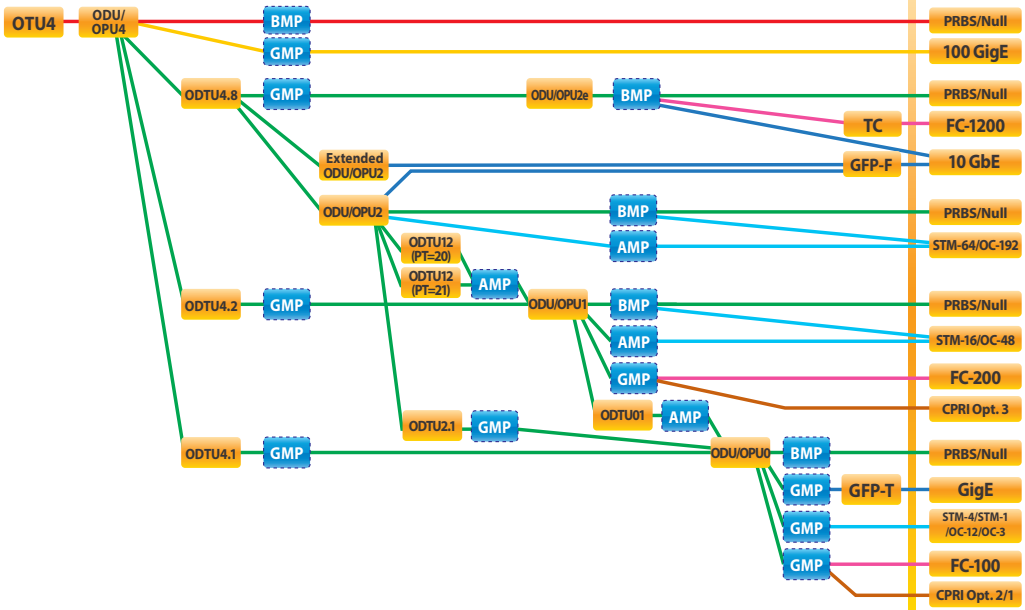 OTU4
ODU/
OPU4
BMP
PRBS/Null
GMP
100 GigE
ODTU4.8
GMP
ODU/OPU2e
BMP
PRBS/Null
TC
FC-1200
Extended
ODU/OPU2
GFP-F
10 GbE
ODU/OPU2
BMP
PRBS/Null
ODTU12
(PT=20)
AMP
STM-64/OC-192
ODTU12
(PT=21)
AMP
ODTU4.2
GMP
ODU/OPU1
BMP
PRBS/Null
AMP
STM-16/OC-48
GMP
FC-200
ODTU01
AMP
CPRI Opt. 3
ODTU2.1
GMP
ODTU4.1
GMP
ODU/OPU0
BMP
PRBS/Null
GMP
GFP-T
GigE
GMP
STM-4/STM-1
/OC-12/OC-3
GMP
FC-100
CPRI Opt. 2/1